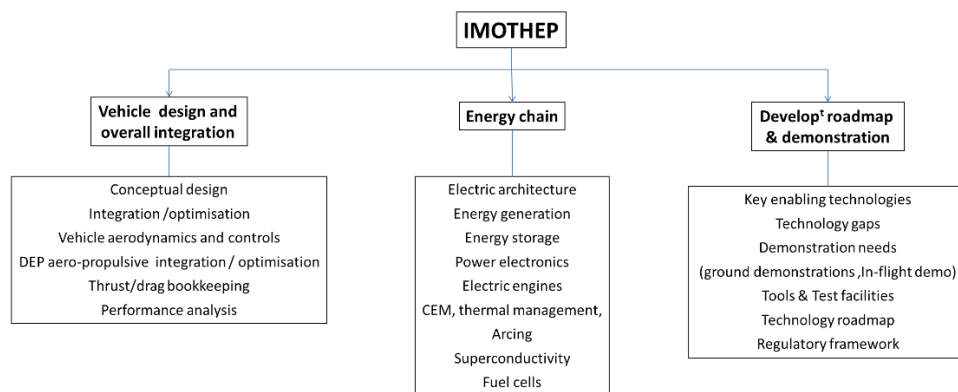 IMOTHEP
Vehicle design and
overall integration
Conceptual design
Integration /optimisation
Vehicle aerodynamics and controls
DEP aero-propulsive integration / optimisation
Thrust/drag bookkeeping
Performance analysis
Energy chain
Electric architecture
Energy generation
Energy storage
Power electronics
Electric engines
CEM, thermal management,
Arcing
Superconductivity
Fuel cells
Developᵗ roadmap
& demonstration
Key enabling technologies
Technology gaps
Demonstration needs
(ground demonstrations ,In-flight demo)
Tools & Test facilities
Technology roadmap
Regulatory framework